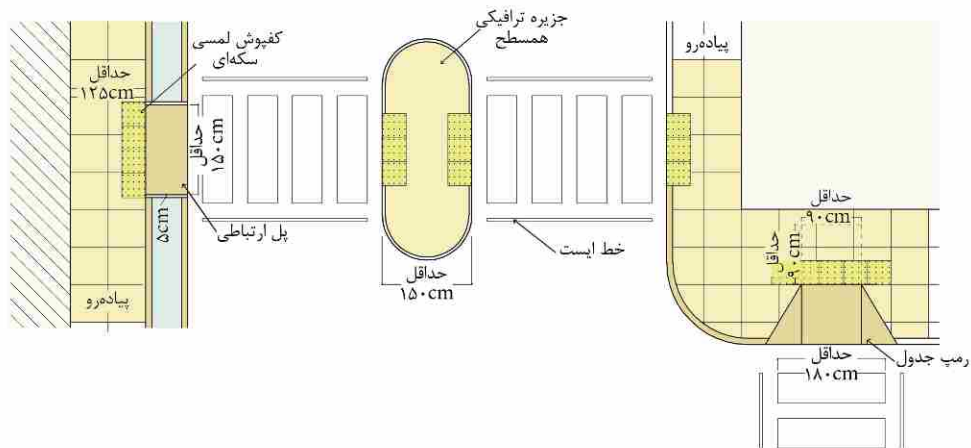 جزیره ترافیکی
همسطح
کفپوش لمسی
سکه‌ای
حداقل
۱۲۵cm
حداقل
۱۵۰cm
۵cm
پل ارتباطی
پیاده‌رو
حداقل
۱۵۰cm
خط ایست
پیاده‌رو
حداقل
۹۰cm
حداقل
۹۰cm
رمپ جدول
حداقل
۱۸۰cm